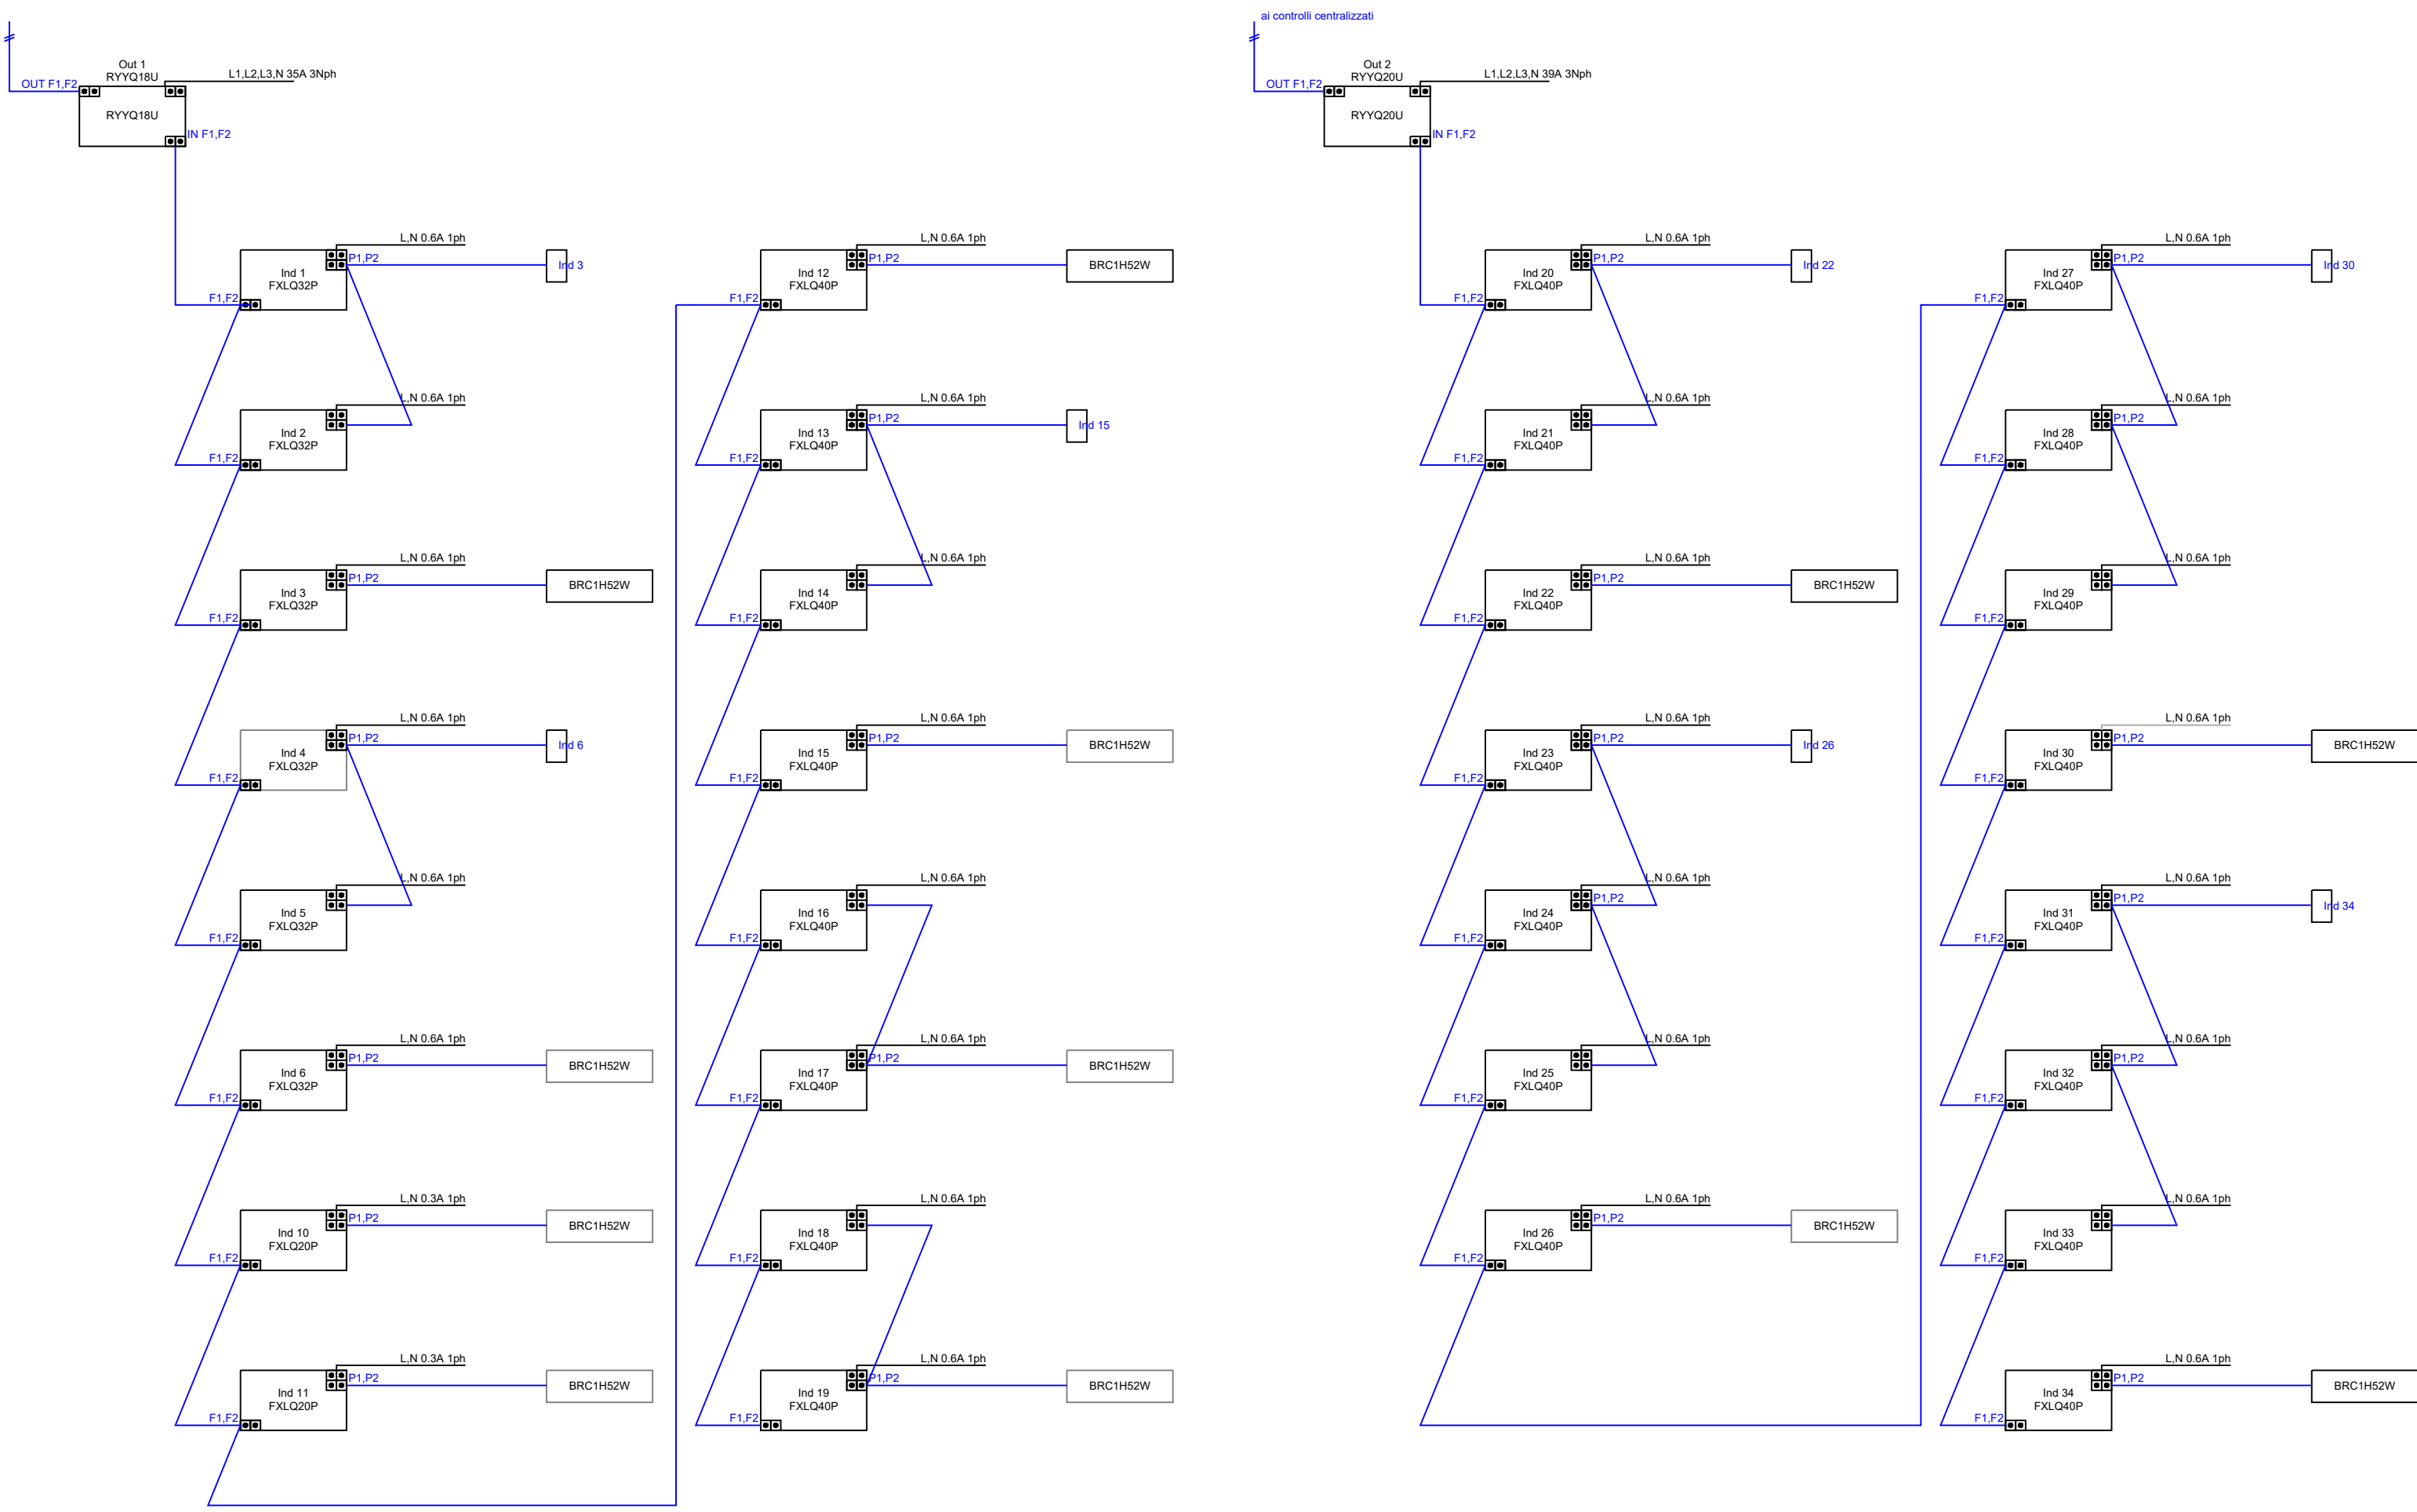 ai controlli centralizzati
Out 1
RYYQ18U
L1,L2,L3,N 35A 3Nph
OUT F1,F2
RYYQ18U
IN F1,F2
L,N 0.6A 1ph
P1,P2
Ind 3
Ind 1
FXLQ32P
F1,F2
L,N 0.6A 1ph
Ind 2
FXLQ32P
F1,F2
L,N 0.6A 1ph
P1,P2
BRC1H52W
Ind 3
FXLQ32P
F1,F2
L,N 0.6A 1ph
P1,P2
Ind 6
Ind 4
FXLQ32P
F1,F2
L,N 0.6A 1ph
Ind 5
FXLQ32P
F1,F2
L,N 0.6A 1ph
P1,P2
BRC1H52W
Ind 6
FXLQ32P
F1,F2
L,N 0.3A 1ph
P1,P2
BRC1H52W
Ind 10
FXLQ20P
F1,F2
L,N 0.3A 1ph
P1,P2
BRC1H52W
Ind 11
FXLQ20P
F1,F2
L,N 0.6A 1ph
P1,P2
BRC1H52W
Ind 12
FXLQ40P
F1,F2
L,N 0.6A 1ph
P1,P2
Ind 15
Ind 13
FXLQ40P
F1,F2
L,N 0.6A 1ph
Ind 14
FXLQ40P
F1,F2
L,N 0.6A 1ph
P1,P2
BRC1H52W
Ind 15
FXLQ40P
F1,F2
L,N 0.6A 1ph
Ind 16
FXLQ40P
F1,F2
L,N 0.6A 1ph
P1,P2
BRC1H52W
Ind 17
FXLQ40P
F1,F2
L,N 0.6A 1ph
Ind 18
FXLQ40P
F1,F2
L,N 0.6A 1ph
P1,P2
BRC1H52W
Ind 19
FXLQ40P
F1,F2
Out 2
RYYQ20U
L1,L2,L3,N 39A 3Nph
OUT F1,F2
RYYQ20U
IN F1,F2
L,N 0.6A 1ph
P1,P2
Ind 22
Ind 20
FXLQ40P
F1,F2
L,N 0.6A 1ph
Ind 21
FXLQ40P
F1,F2
L,N 0.6A 1ph
P1,P2
BRC1H52W
Ind 22
FXLQ40P
F1,F2
L,N 0.6A 1ph
P1,P2
Ind 26
Ind 23
FXLQ40P
F1,F2
L,N 0.6A 1ph
P1,P2
Ind 24
FXLQ40P
F1,F2
L,N 0.6A 1ph
Ind 25
FXLQ40P
F1,F2
L,N 0.6A 1ph
P1,P2
BRC1H52W
Ind 26
FXLQ40P
F1,F2
L,N 0.6A 1ph
P1,P2
Ind 30
Ind 27
FXLQ40P
F1,F2
L,N 0.6A 1ph
P1,P2
Ind 28
FXLQ40P
F1,F2
L,N 0.6A 1ph
Ind 29
FXLQ40P
F1,F2
L,N 0.6A 1ph
P1,P2
BRC1H52W
Ind 30
FXLQ40P
F1,F2
L,N 0.6A 1ph
P1,P2
Ind 34
Ind 31
FXLQ40P
F1,F2
L,N 0.6A 1ph
P1,P2
Ind 32
FXLQ40P
F1,F2
L,N 0.6A 1ph
Ind 33
FXLQ40P
F1,F2
L,N 0.6A 1ph
P1,P2
BRC1H52W
Ind 34
FXLQ40P
F1,F2